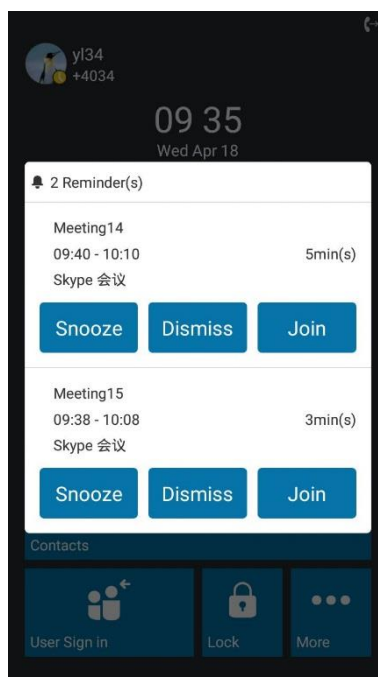 yl34
+4034
09 35
Wed Apr 18
2 Reminder(s)
Meeting14
09:40 - 10:10 5min(s)
Skype 会议
Snooze Dismiss Join
Meeting15
09:38 - 10:08 3min(s)
Skype 会议
Snooze Dismiss Join
Contacts
User Sign in Lock More